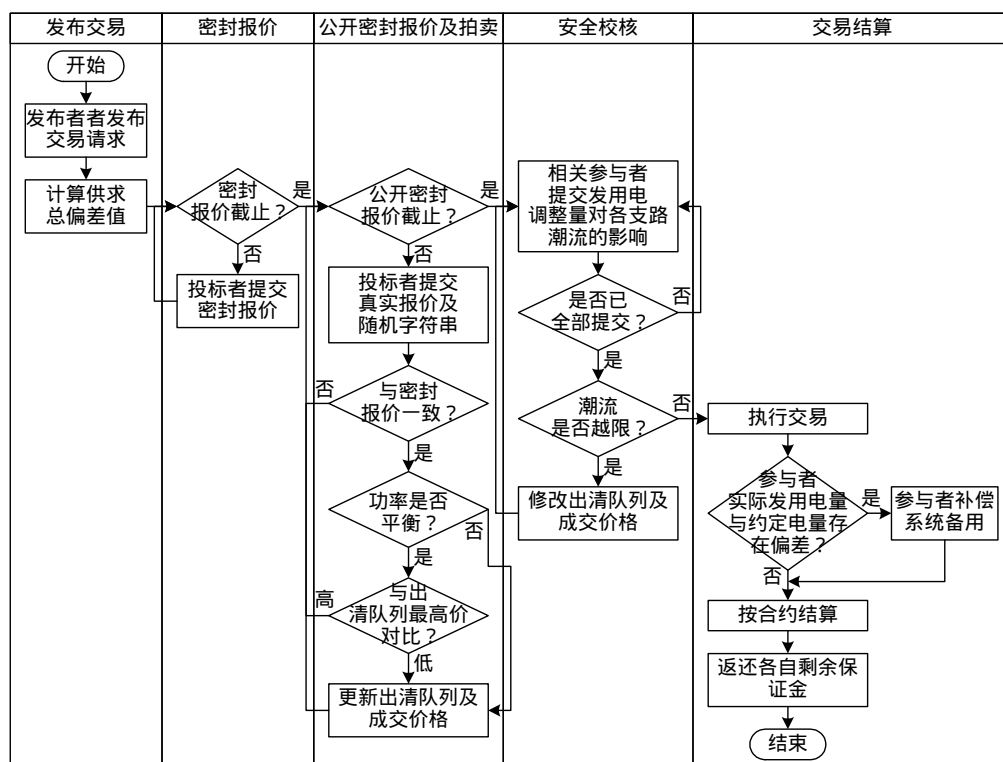 发布交易
开始
发布者者发布
交易请求
计算供求
总偏差值
密封报价
密封
报价截止？
是
否
投标者提交
密封报价
公开密封报价及拍卖
公开密封
报价截止？
是
否
投标者提交
真实报价及
随机字符串
与密封
报价一致？
否
是
功率是否
平衡？
否
是
与出
清队列最高价
对比？
高
低
更新出清队列及
成交价格
安全校核
相关参与者
提交发用电
调整量对各支路
潮流的影响
是否已
全部提交？
否
是
潮流
是否越限？
否
是
修改出清队列及
成交价格
交易结算
执行交易
参与者
实际发用电量
与约定电量存
在偏差？
是
否
参与者补偿
系统备用
按合约结算
返还各自剩余保
证金
结束